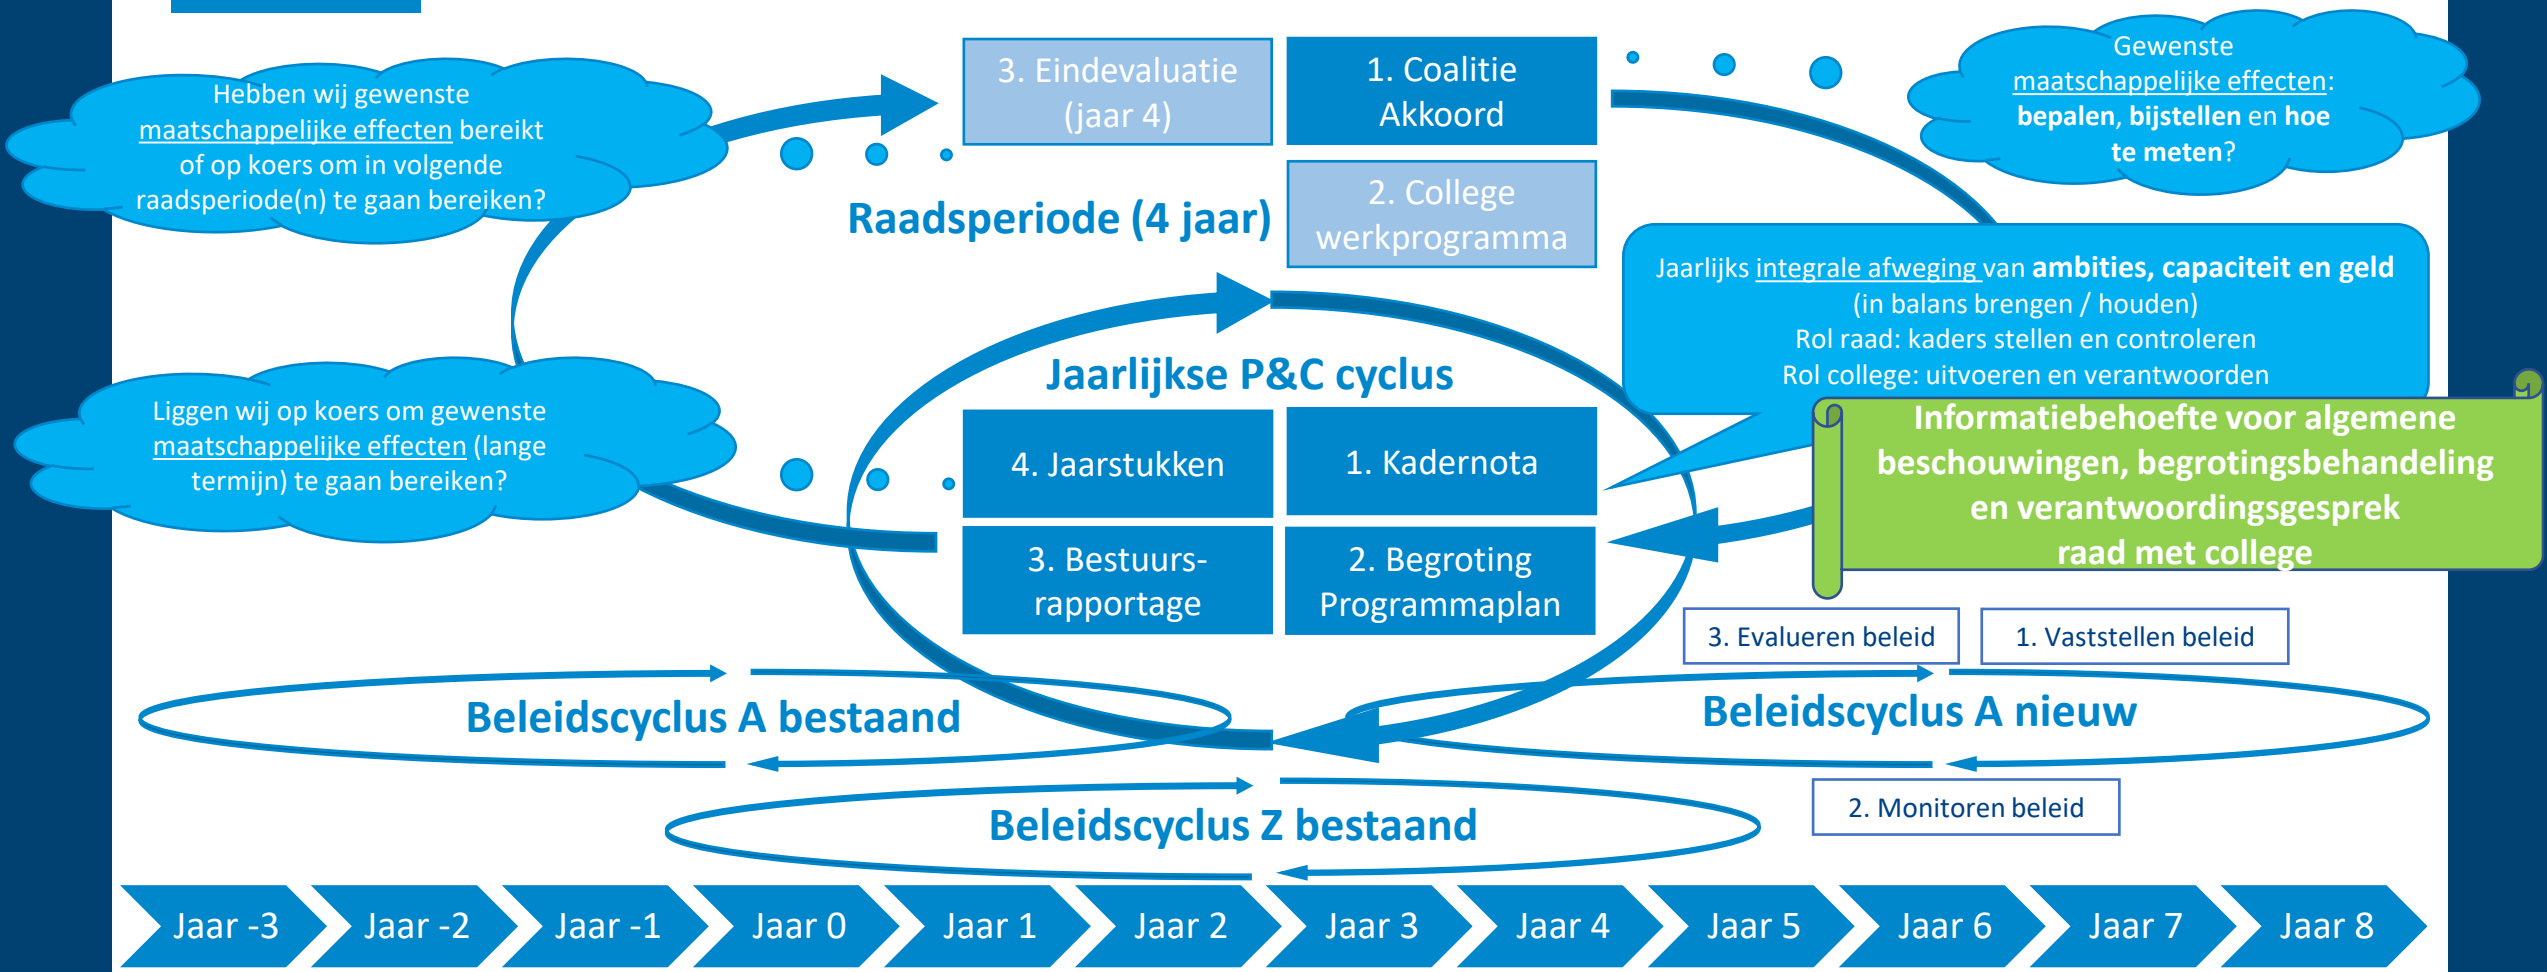 Hebben wij gewenste
maatschappelijke effecten bereikt
of op koers om in volgende
raadsperiode(n) te gaan bereiken?
3. Eindevaluatie
(jaar 4)
1. Coalitie
Akkoord
Gewenste
maatschappelijke effecten:
bepalen, bijstellen en hoe
te meten?
2. College
werkprogramma
Raadsperiode (4 jaar)
Jaarlijks integrale afweging van ambities, capaciteit en geld
(in balans brengen / houden)
Rol raad: kaders stellen en controleren
Rol college: uitvoeren en verantwoorden
Jaarlijkse P&C cyclus
Liggen wij op koers om gewenste
maatschappelijke effecten (lange
termijn) te gaan bereiken?
4. Jaarstukken
1. Kadernota
3. Bestuurs-
rapportage
2. Begroting
Programmaplan
Informatiebehoefte voor algemene
beschouwingen, begrotingsbehandeling
en verantwoordingsgesprek
raad met college
3. Evalueren beleid
1. Vaststellen beleid
Beleidscyclus A bestaand
Beleidscyclus A nieuw
2. Monitoren beleid
Beleidscyclus Z bestaand
Jaar -3
Jaar -2
Jaar -1
Jaar 0
Jaar 1
Jaar 2
Jaar 3
Jaar 4
Jaar 5
Jaar 6
Jaar 7
Jaar 8